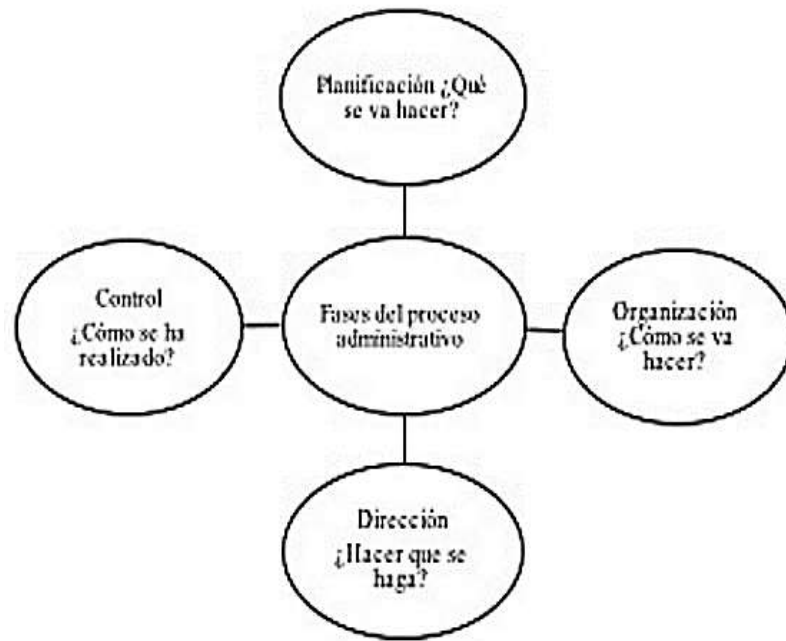 Planificación ¿Qué
se va hacer?
Control
¿Cómo se ha
realizado?
Fases del proceso
administrativo
Organización
¿Cómo se va
hacer?
Dirección
¿Hacer que se
haga?